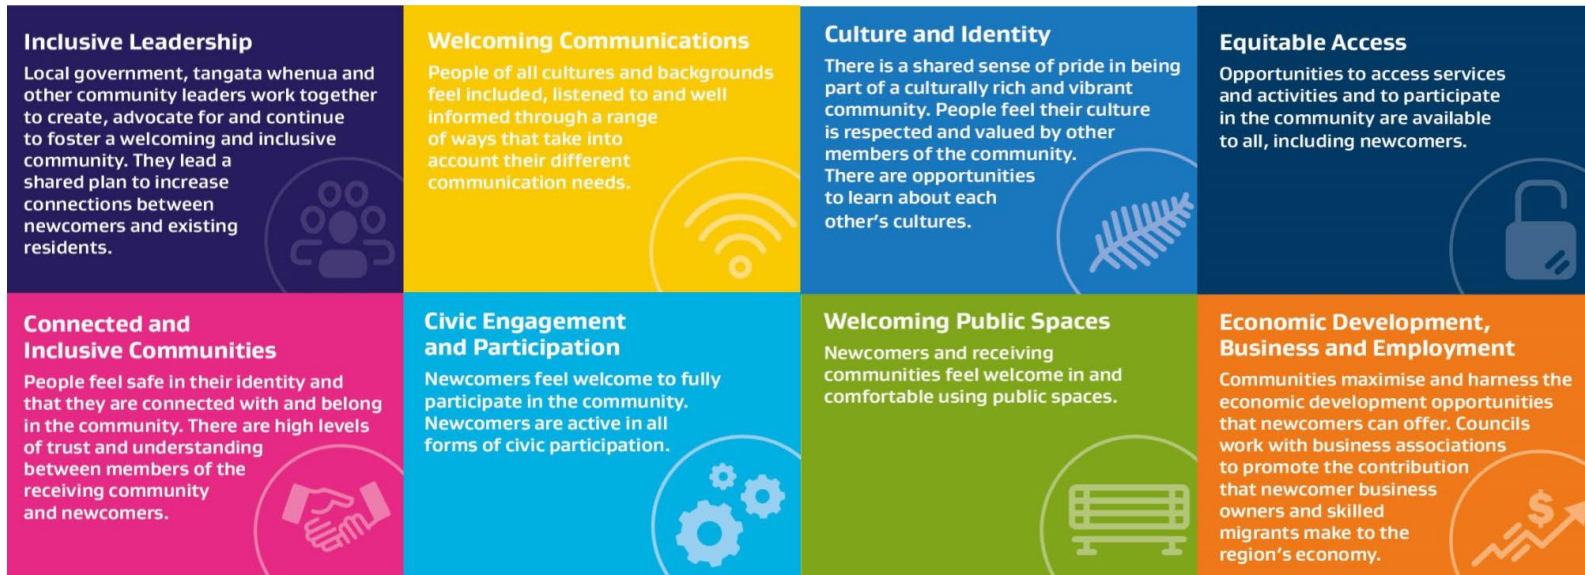 Inclusive Leadership
Local government, tangata whenua and
other community leaders work together
to create, advocate for and continue
to foster a welcoming and inclusive
community. They lead a
shared plan to increase
connections between
newcomers and existing
residents.
Welcoming Communications
People of all cultures and backgrounds
feel included, listened to and well
informed through a range
of ways that take into
account their different
communication needs.
Culture and Identity
There is a shared sense of pride in being
part of a culturally rich and vibrant
community. People feel their culture
is respected and valued by other
members of the community.
There are opportunities
to learn about each
other's cultures.
Equitable Access
Opportunities to access services
and activities and to participate
in the community are available
to all, including newcomers.
Connected and
Inclusive Communities
People feel safe in their identity and
that they are connected with and belong
in the community. There are high levels
of trust and understanding
between members of the
receiving community
and newcomers.
Civic Engagement
and Participation
Newcomers feel welcome to fully
participate in the community.
Newcomers are active in all
forms of civic participation.
Welcoming Public Spaces
Newcomers and receiving
communities feel welcome in and
comfortable using public spaces.
Economic Development,
Business and Employment
Communities maximise and harness the
economic development opportunities
that newcomers can offer. Councils
work with business associations
to promote the contribution
that newcomer business
owners and skilled
migrants make to the
region's economy.
$